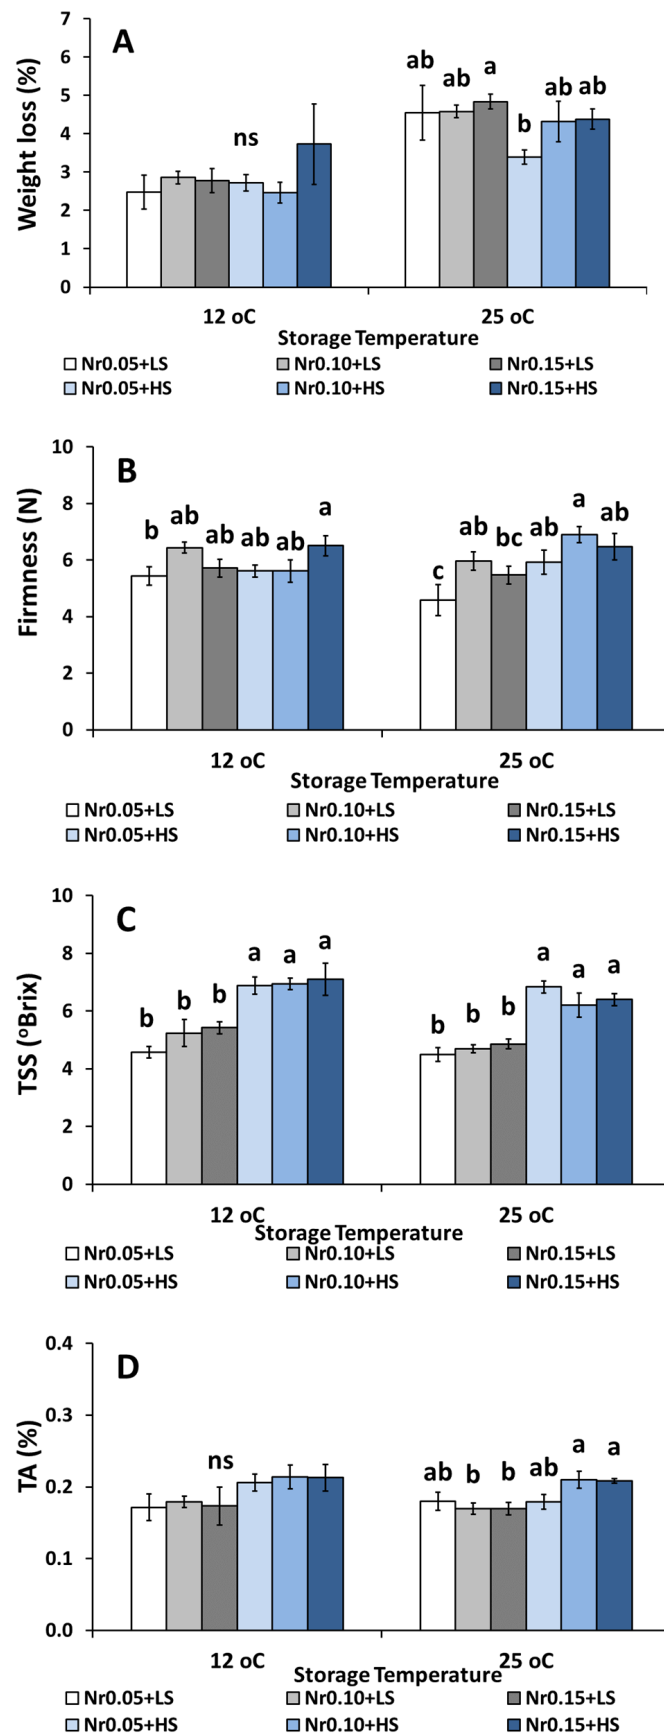 A
Weight loss (%)
7
6
5
4
3
2
1
0
ns
ab ab a b ab ab
12 oC 25 oC
Storage Temperature
Nr0.05+LS Nr0.10+LS Nr0.15+LS
Nr0.05+HS Nr0.10+HS Nr0.15+HS
B
Firmness (N)
10
8
6
4
2
0
b ab ab ab ab a
c ab bc ab a ab
12 oC 25 oC
Storage Temperature
Nr0.05+LS Nr0.10+LS Nr0.15+LS
Nr0.05+HS Nr0.10+HS Nr0.15+HS
C
TSS (ºBrix)
10
8
6
4
2
0
b b b a a a
b b b a a a
12 oC 25 oC
Storage Temperature
Nr0.05+LS Nr0.10+LS Nr0.15+LS
Nr0.05+HS Nr0.10+HS Nr0.15+HS
D
TA (%)
0.4
0.3
0.2
0.1
0.0
ns
ab b b ab a a
12 oC 25 oC
Storage Temperature
Nr0.05+LS Nr0.10+LS Nr0.15+LS
Nr0.05+HS Nr0.10+HS Nr0.15+HS